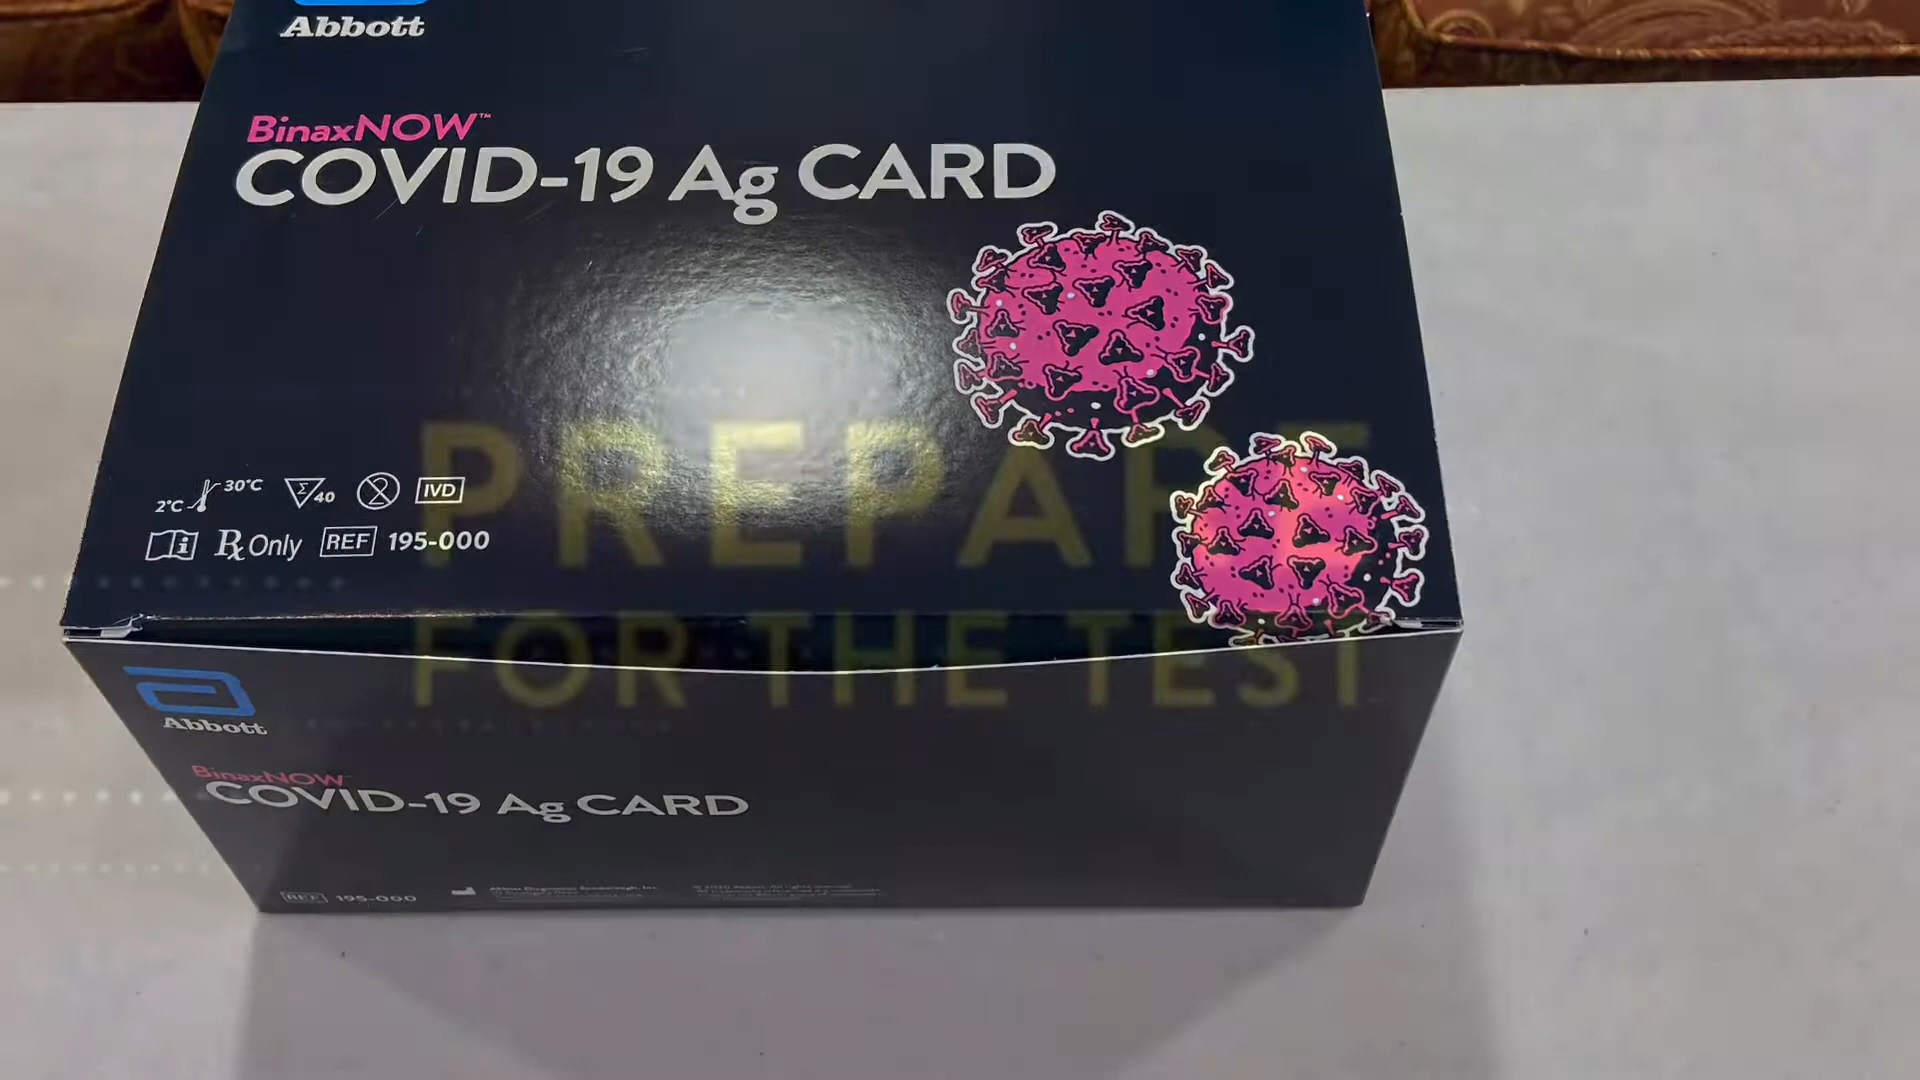 Abbott
BinaxNOW™
COVID-19 Ag CARD
2°C 30°C Σ 40 2 IVD
i Rx Only REF 195-000
PREPARE
FOR THE TEST
Abbott
BinaxNOW™
COVID-19 Ag CARD
REF 195-000